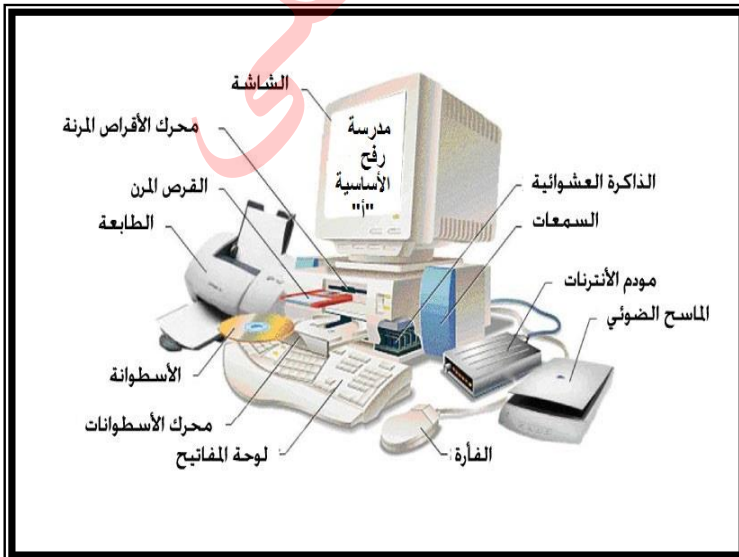 الشاشة
محرك الأقراص المرنة
القرص المرن
الطابعة
مدرسة
رفح
الأساسية
"أ"
الذاكرة العشوائية
السمعات
مودم الأنترنات
الماسح الضوئي
الأسطوانة
محرك الأسطوانات
لوحة المفاتيح
الفأرة